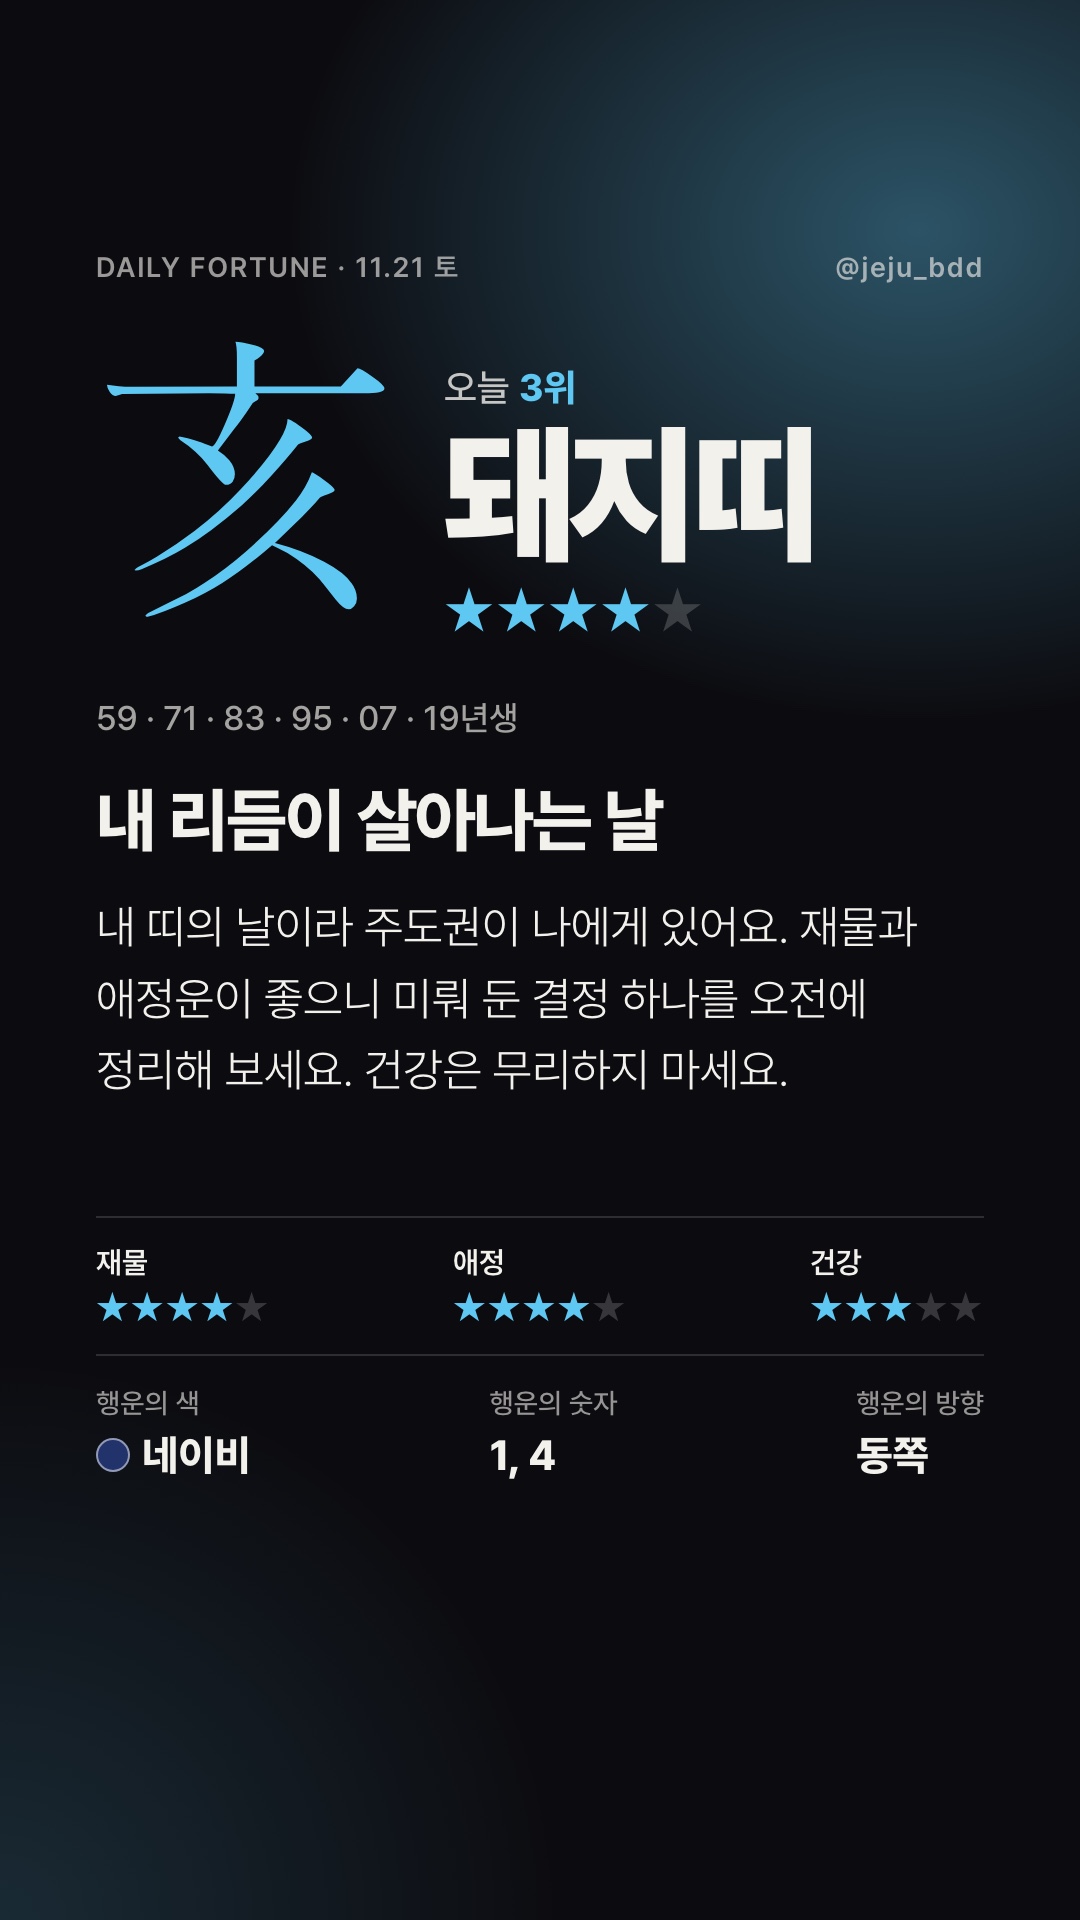 DAILY FORTUNE · 11.21 토
@jeju_bdd
亥
오늘 3위
돼지띠
★★★★★
59 · 71 · 83 · 95 · 07 · 19년생
내 리듬이 살아나는 날
내 띠의 날이라 주도권이 나에게 있어요. 재물과
애정운이 좋으니 미뤄 둔 결정 하나를 오전에
정리해 보세요. 건강은 무리하지 마세요.
재물 애정 건강
★★★★★ ★★★★★ ★★★★★
행운의 색 행운의 숫자 행운의 방향
네이비 1, 4 동쪽